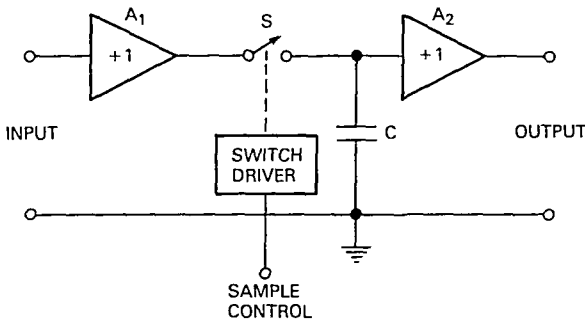 A1
S
A2
+1
+1
INPUT
SWITCH
DRIVER
C
OUTPUT
SAMPLE
CONTROL